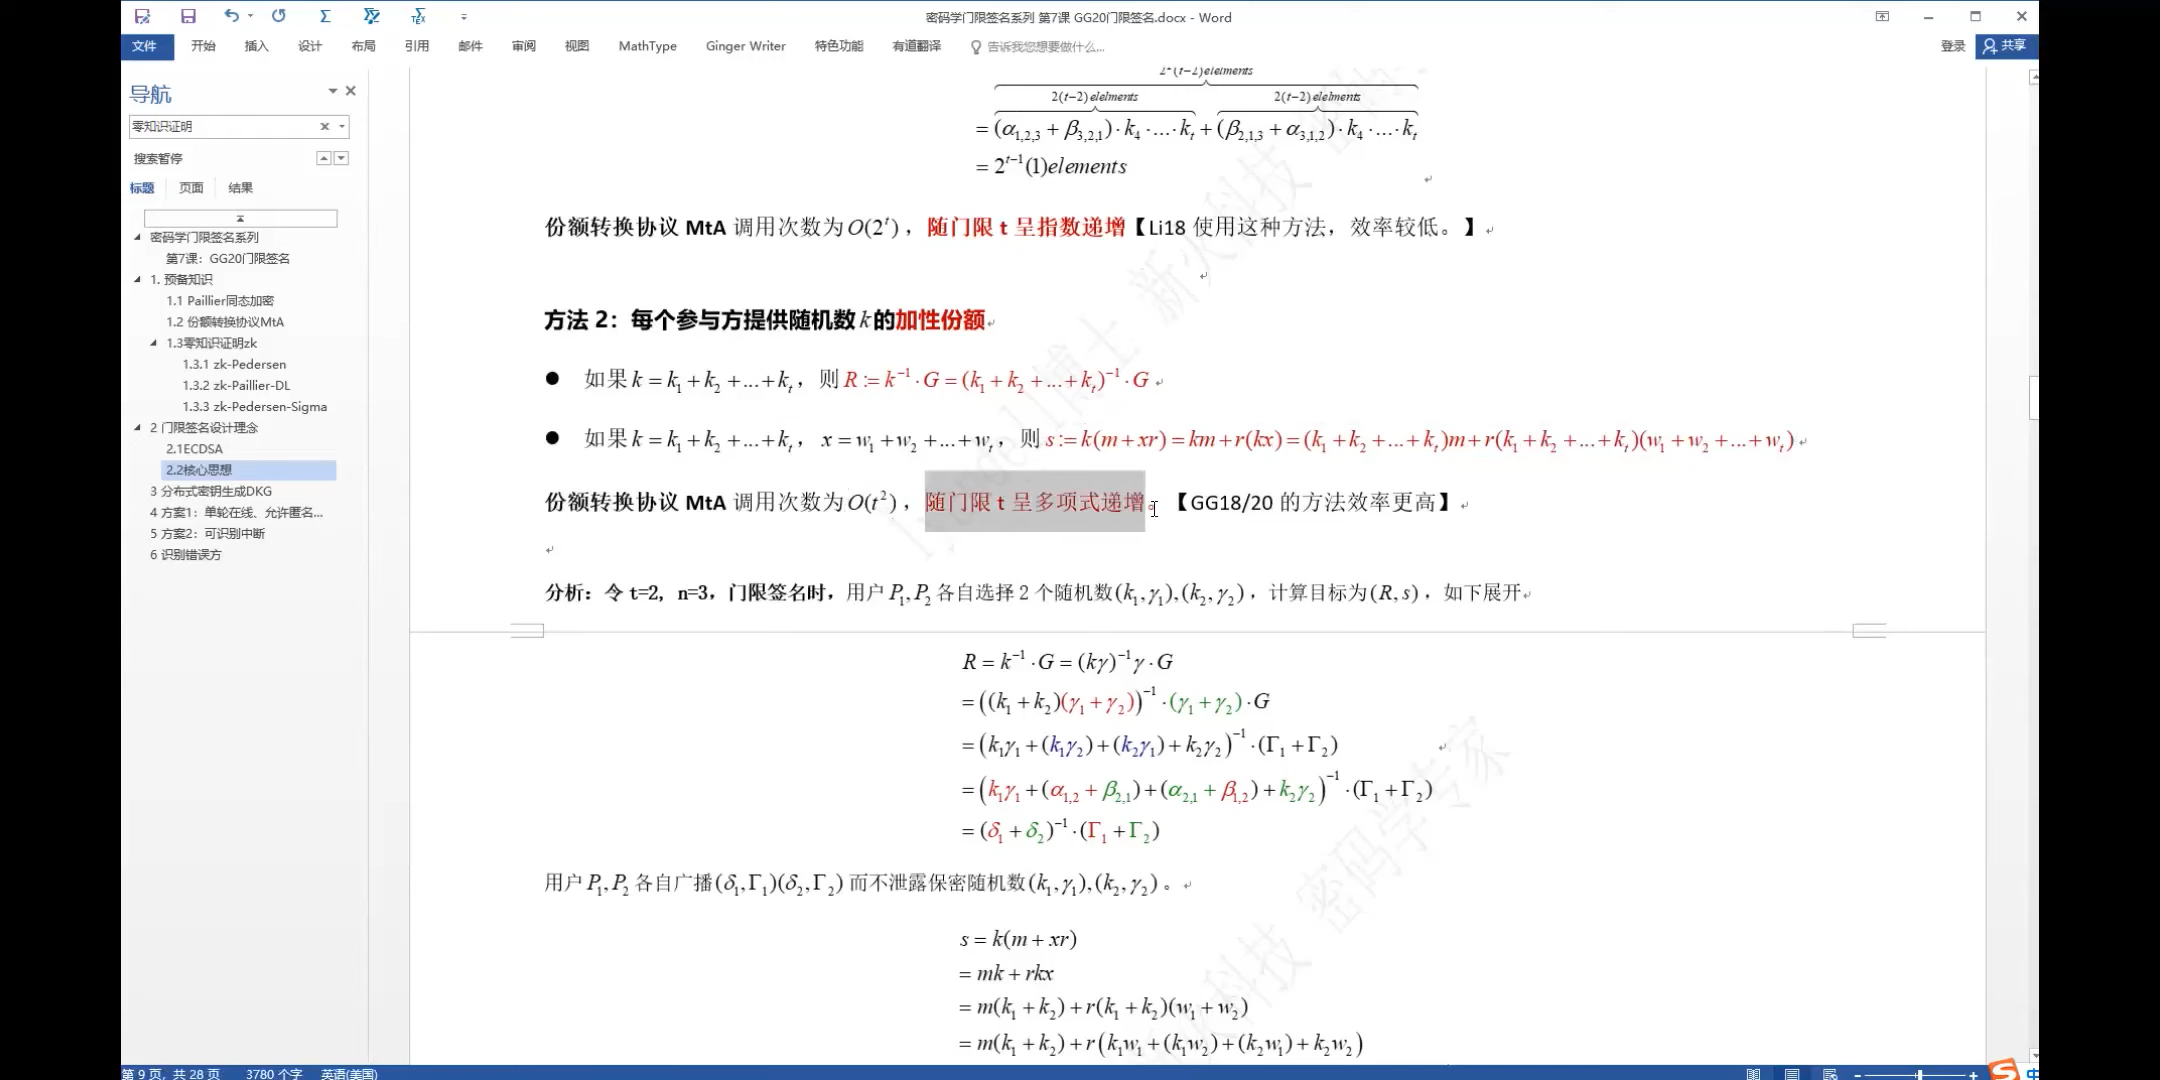 密码学门限签名系列 第7课 GG20门限签名.docx - Word
文件 开始 插入 设计 布局 引用 邮件 审阅 视图 MathType Ginger Writer 特色功能 有道翻译 告诉我您想要做什么... 登录 共享
导航
零知识证明
搜索暂停
标题 页面 结果
密码学门限签名系列
第7课：GG20门限签名
1. 预备知识
1.1 Paillier同态加密
1.2 份额转换协议MtA
1.3零知识证明zk
1.3.1 zk-Pedersen
1.3.2 zk-Paillier-DL
1.3.3 zk-Pedersen-Sigma
2 门限签名设计理念
2.1ECDSA
2.2核心思想
3 分布式密钥生成DKG
4 方案1：单轮在线、允许匿名...
5 方案2：可识别中断
6 识别错误方
2*(t−2)elelments
2(t−2)elelments 2(t−2)elelments
= (α₁,₂,₃ + β₃,₂,₁)·k₄·...·kₜ + (β₂,₁,₃ + α₃,₁,₂)·k₄·...·kₜ
= 2^{t−1}(1)elements
份额转换协议 MtA 调用次数为 O(2^t)，随门限 t 呈指数递增【Li18 使用这种方法，效率较低。】
方法 2：每个参与方提供随机数 k 的加性份额
● 如果 k = k₁ + k₂ + ... + kₜ，则 R := k⁻¹·G = (k₁ + k₂ + ... + kₜ)⁻¹·G
● 如果 k = k₁ + k₂ + ... + kₜ，x = w₁ + w₂ + ... + wₜ，则 s := k(m + xr) = km + r(kx) = (k₁ + k₂ + ... + kₜ)m + r(k₁ + k₂ + ... + kₜ)(w₁ + w₂ + ... + wₜ)
份额转换协议 MtA 调用次数为 O(t²)，随门限 t 呈多项式递增。【GG18/20 的方法效率更高】
分析：令 t=2，n=3，门限签名时，用户 P₁, P₂ 各自选择 2 个随机数 (k₁, γ₁), (k₂, γ₂)，计算目标为 (R, s)，如下展开
R = k⁻¹·G = (kγ)⁻¹γ·G
= ((k₁ + k₂)(γ₁ + γ₂))⁻¹·(γ₁ + γ₂)·G
= (k₁γ₁ + (k₁γ₂) + (k₂γ₁) + k₂γ₂)⁻¹·(Γ₁ + Γ₂)
= (k₁γ₁ + (α₁,₂ + β₂,₁) + (α₂,₁ + β₁,₂) + k₂γ₂)⁻¹·(Γ₁ + Γ₂)
= (δ₁ + δ₂)⁻¹·(Γ₁ + Γ₂)
用户 P₁, P₂ 各自广播 (δ₁, Γ₁)(δ₂, Γ₂) 而不泄露保密随机数 (k₁, γ₁), (k₂, γ₂)。
s = k(m + xr)
= mk + rkx
= m(k₁ + k₂) + r(k₁ + k₂)(w₁ + w₂)
= m(k₁ + k₂) + r(k₁w₁ + (k₁w₂) + (k₂w₁) + k₂w₂)
第 9 页，共 28 页 3780 个字 英语(美国)